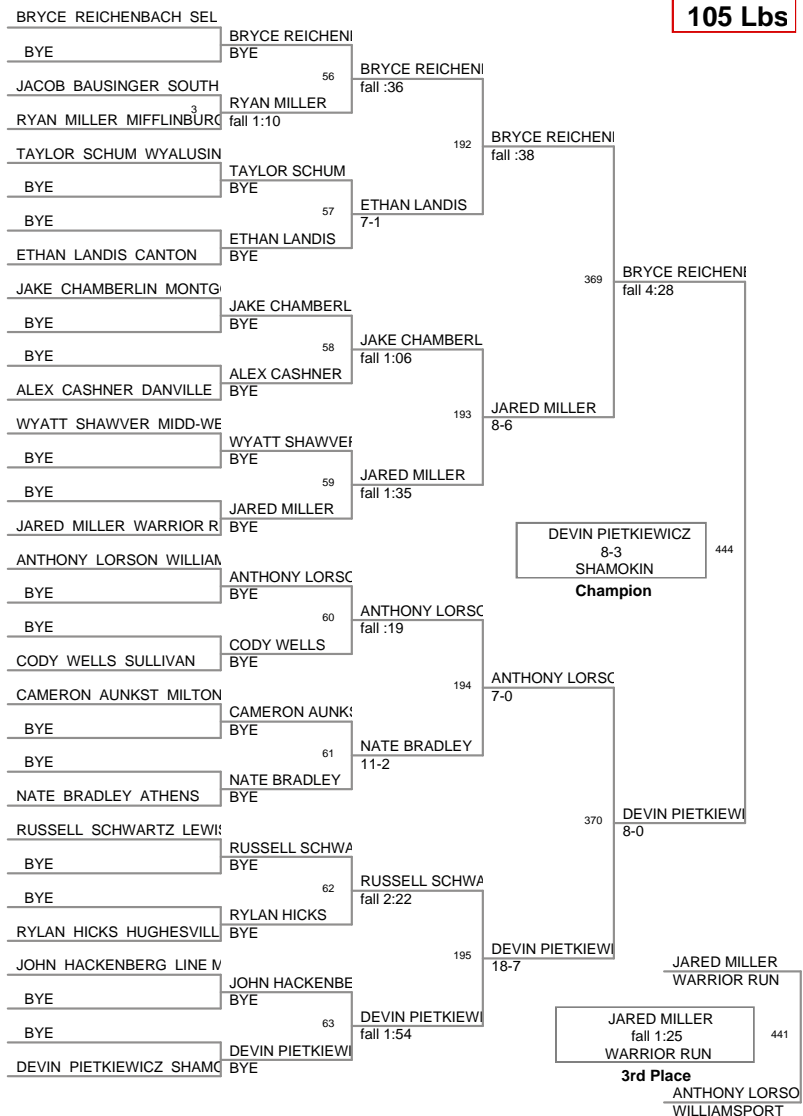 105 Lbs
BRYCE REICHENBACH SEL
BYE
JACOB BAUSINGER SOUTH
3
RYAN MILLER MIFFLINBURG
TAYLOR SCHUM WYALUSIN
BYE
BYE
ETHAN LANDIS CANTON
JAKE CHAMBERLIN MONTG
BYE
BYE
ALEX CASHNER DANVILLE
WYATT SHAWVER MIDD-WE
BYE
BYE
JARED MILLER WARRIOR R
ANTHONY LORSON WILLIAM
BYE
BYE
CODY WELLS SULLIVAN
CAMERON AUNKST MILTON
BYE
BYE
NATE BRADLEY ATHENS
RUSSELL SCHWARTZ LEWIS
BYE
BYE
RYLAN HICKS HUGHESVILL
JOHN HACKENBERG LINE M
BYE
BYE
DEVIN PIETKIEWICZ SHAMO
BRYCE REICHENI
BYE
56
RYAN MILLER
fall 1:10
TAYLOR SCHUM
BYE
57
ETHAN LANDIS
BYE
JAKE CHAMBERL
BYE
58
ALEX CASHNER
BYE
WYATT SHAWVER
BYE
59
JARED MILLER
BYE
ANTHONY LORSO
BYE
60
CODY WELLS
BYE
CAMERON AUNKS
BYE
61
NATE BRADLEY
BYE
RUSSELL SCHWA
BYE
62
RYLAN HICKS
BYE
JOHN HACKENBE
BYE
63
DEVIN PIETKIEWI
BYE
BRYCE REICHENI
fall :36
192
ETHAN LANDIS
7-1
JAKE CHAMBERL
fall 1:06
193
JARED MILLER
fall 1:35
ANTHONY LORSO
fall :19
194
NATE BRADLEY
11-2
RUSSELL SCHWA
fall 2:22
195
DEVIN PIETKIEWI
fall 1:54
BRYCE REICHENI
fall :38
369
JARED MILLER
8-6
ANTHONY LORSO
7-0
370
DEVIN PIETKIEWI
18-7
BRYCE REICHENE
fall 4:28
DEVIN PIETKIEWI
8-0
DEVIN PIETKIEWICZ
8-3
444
SHAMOKIN
Champion
JARED MILLER
WARRIOR RUN
JARED MILLER
fall 1:25
441
WARRIOR RUN
3rd Place
ANTHONY LORSO
WILLIAMSPORT